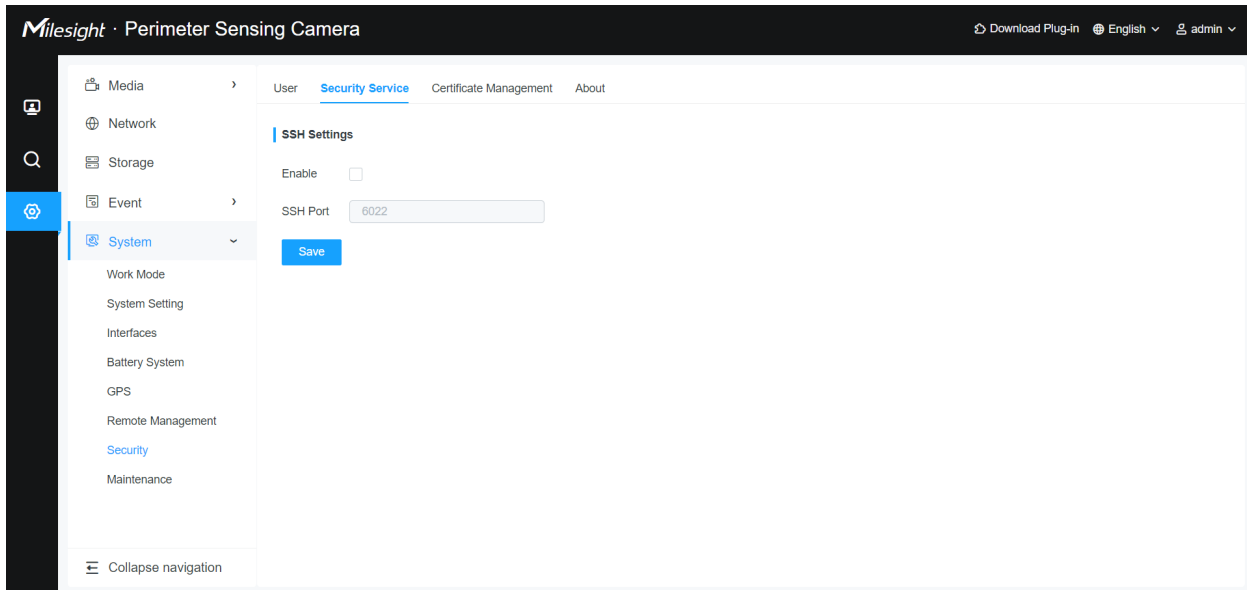 Milesight · Perimeter Sensing Camera
Download Plug-in English admin
Media
Network
Storage
Event
System
Work Mode
System Setting
Interfaces
Battery System
GPS
Remote Management
Security
Maintenance
Collapse navigation
User Security Service Certificate Management About
SSH Settings
Enable
SSH Port 6022
Save